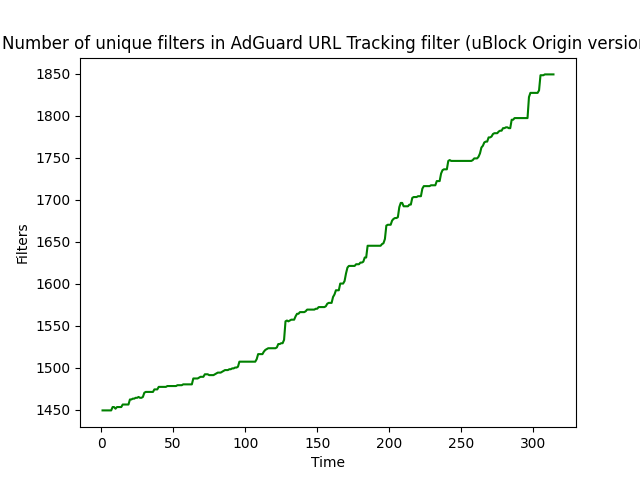 Number of unique filters in AdGuard URL Tracking filter (uBlock Origin version
1850
1800
1750
1700
1650
1600
1550
1500
1450
Filters
0 50 100 150 200 250 300
Time